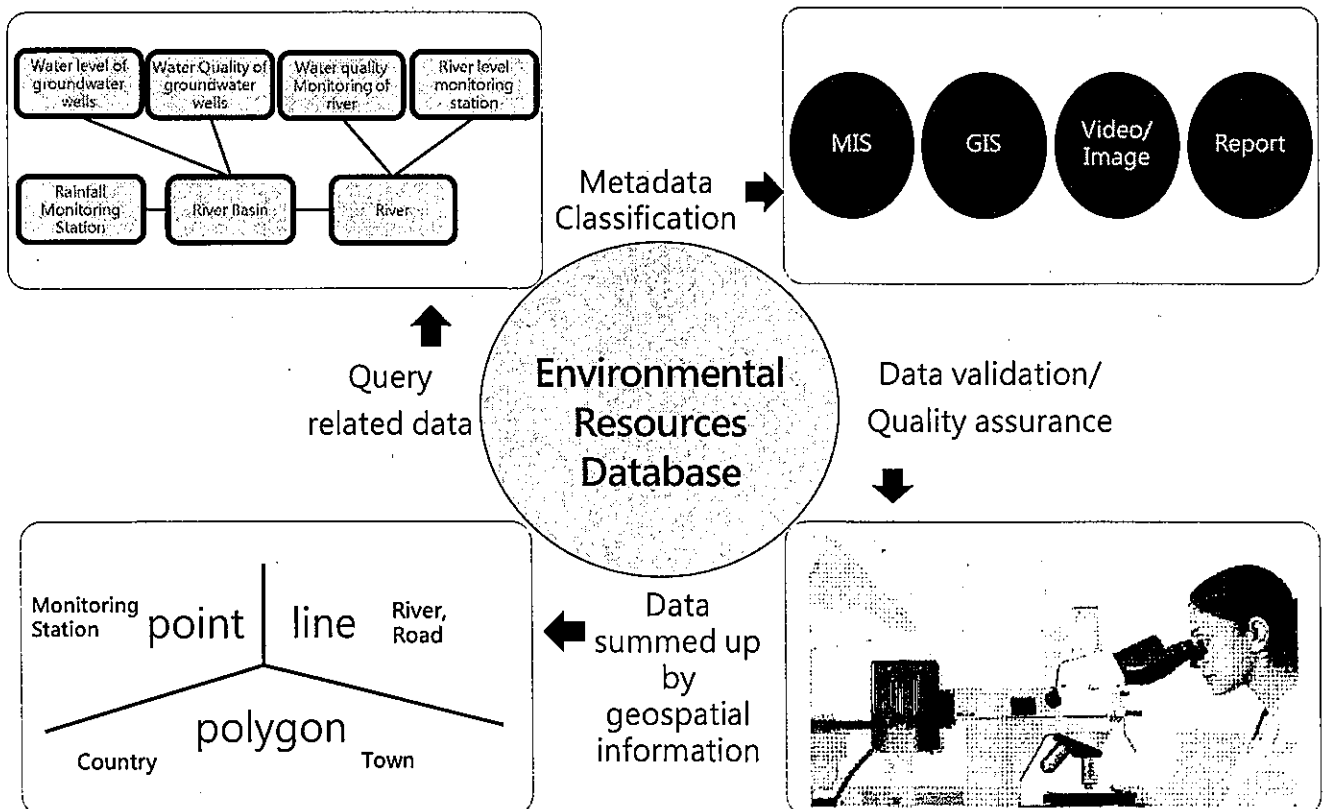 Water level of
groundwater
wells
Water Quality of
groundwater
wells
Water quality
Monitoring of
river
River level
monitoring
station
Rainfall
Monitoring
Station
River Basin
River
Metadada
Classification
MIS
GIS
Video/
Image
Report
Query
related data
Environmental
Resources
Database
Data validation/
Quality assurance
Monitoring
Station
point
line
River,
Road
polygon
Country
Town
Data
summed up
by
geospatial
information